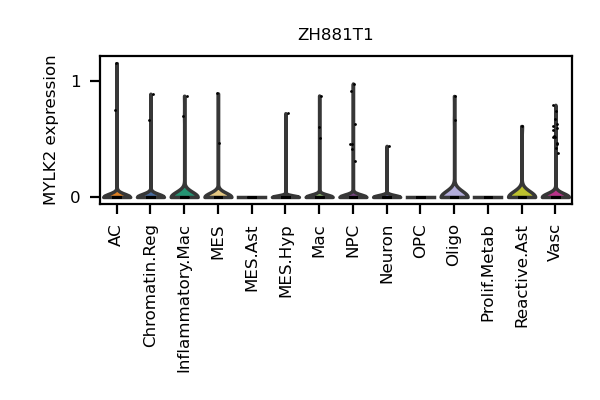 ZH881T1
MYLK2 expression
1
0
AC
Chromatin.Reg
Inflammatory.Mac
MES
MES.Ast
MES.Hyp
Mac
NPC
Neuron
OPC
Oligo
Prolif.Metab
Reactive.Ast
Vasc